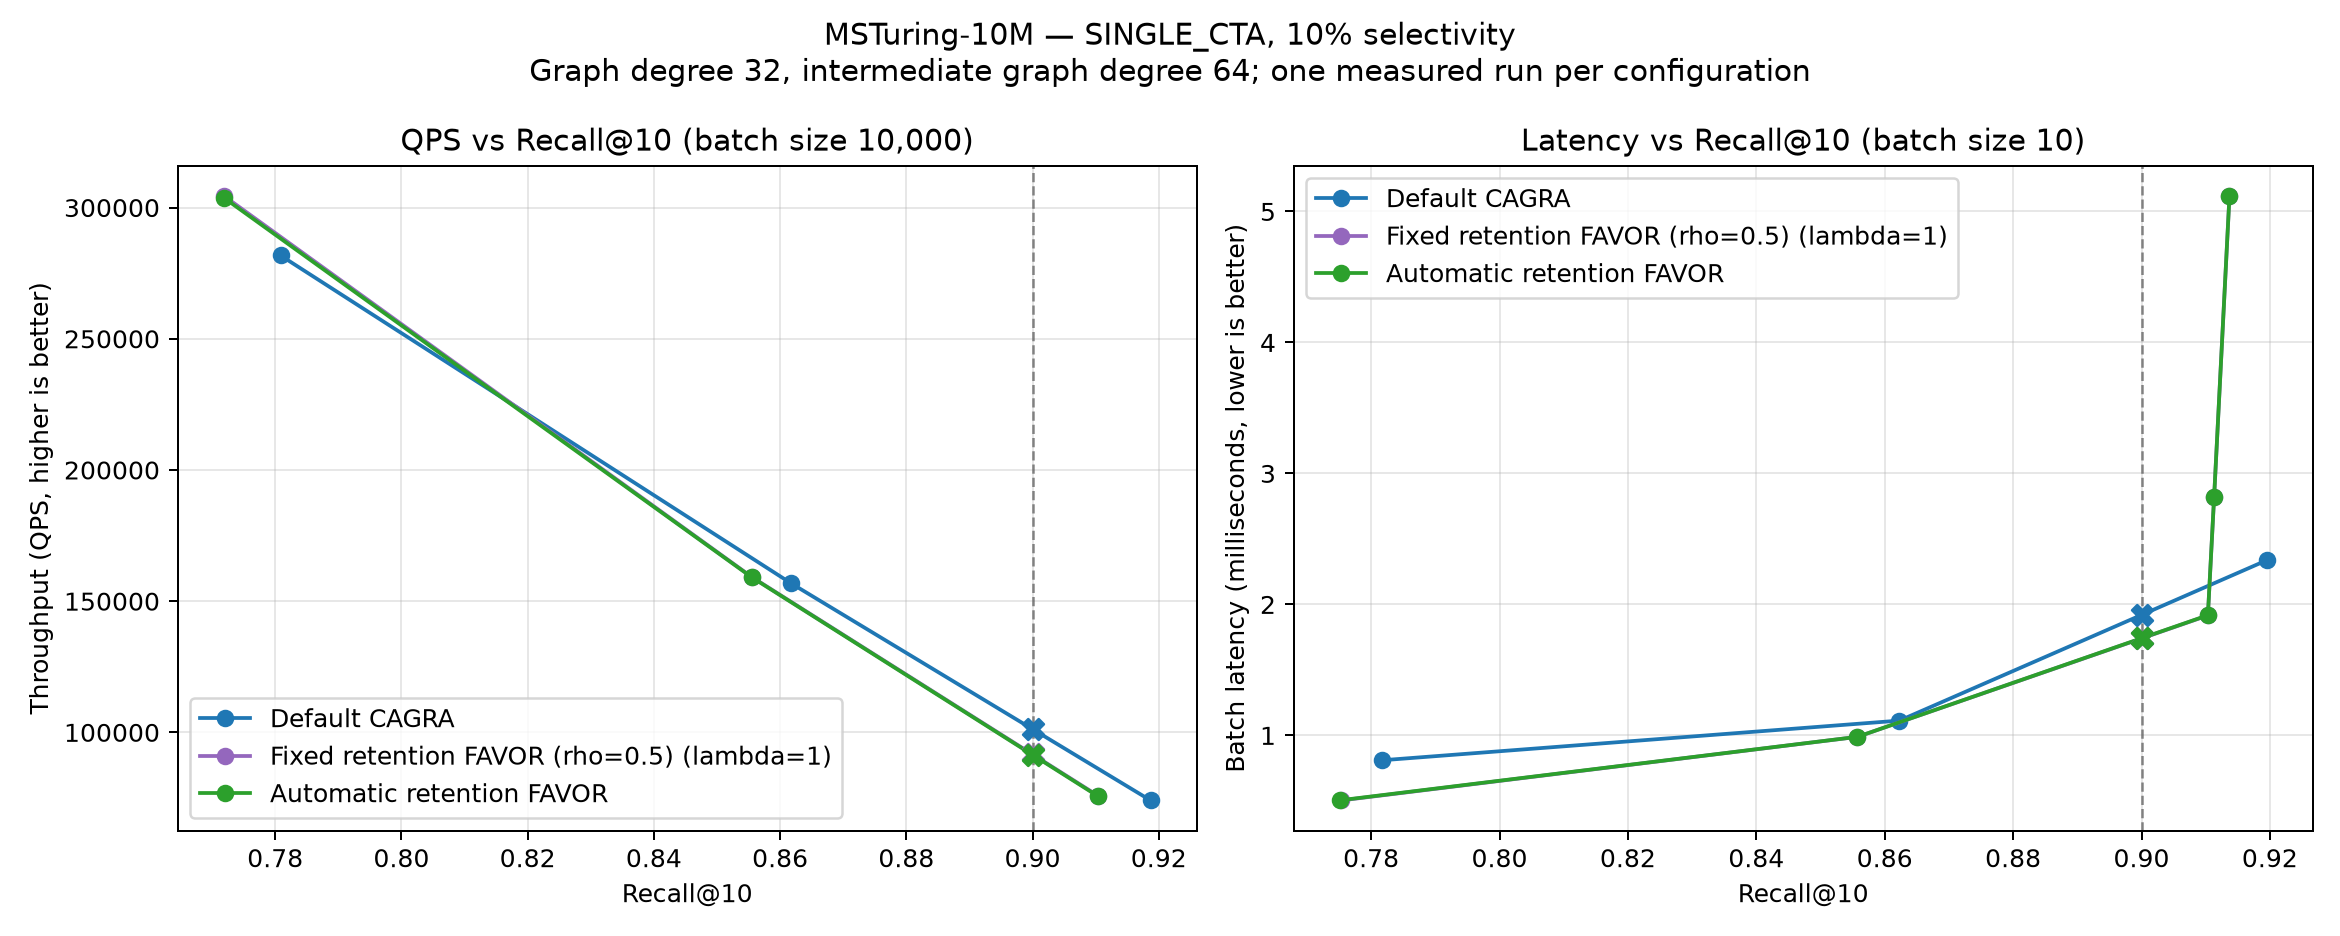 MSTuring-10M — SINGLE_CTA, 10% selectivity
Graph degree 32, intermediate graph degree 64; one measured run per configuration
QPS vs Recall@10 (batch size 10,000)
Throughput (QPS, higher is better)
300000
250000
200000
150000
100000
Default CAGRA
Fixed retention FAVOR (rho=0.5) (lambda=1)
Automatic retention FAVOR
0.78 0.80 0.82 0.84 0.86 0.88 0.90 0.92
Recall@10
Latency vs Recall@10 (batch size 10)
Batch latency (milliseconds, lower is better)
5
4
3
2
1
Default CAGRA
Fixed retention FAVOR (rho=0.5) (lambda=1)
Automatic retention FAVOR
0.78 0.80 0.82 0.84 0.86 0.88 0.90 0.92
Recall@10